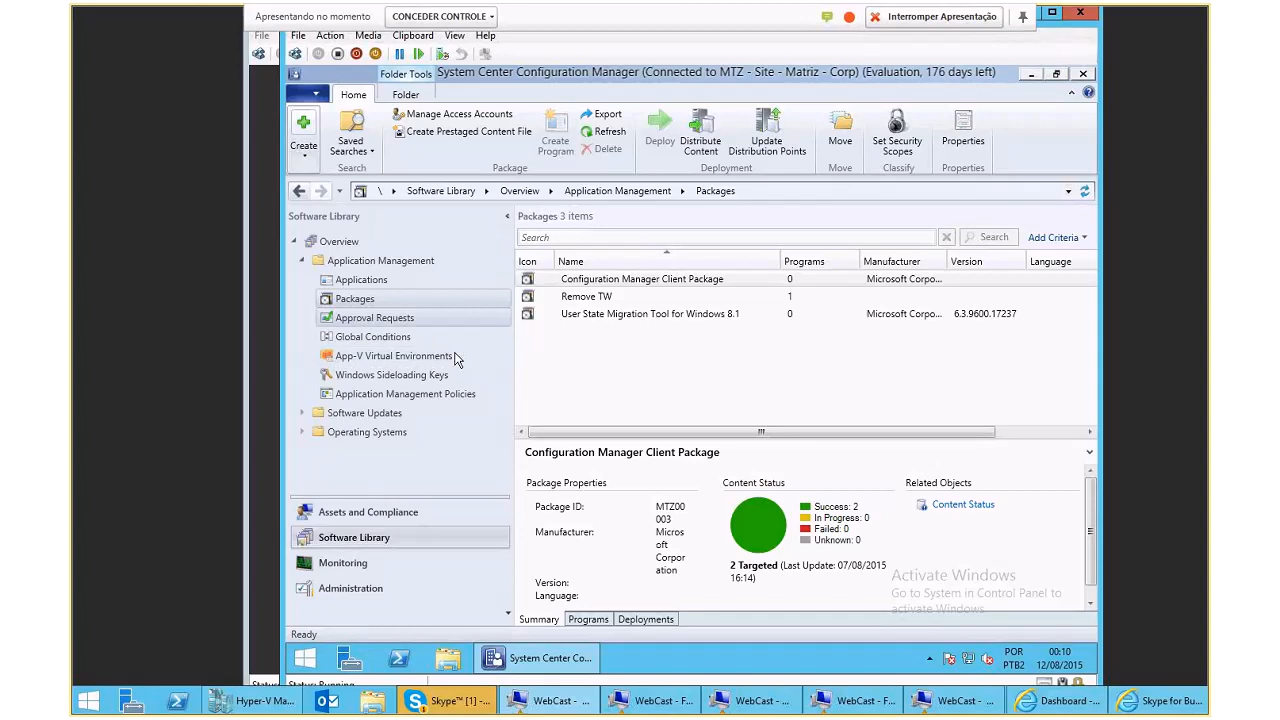 Apresentando no momento
CONCEDER CONTROLE
Interromper Apresentação
File
File Action Media Clipboard View Help
Folder Tools System Center Configuration Manager (Connected to MTZ - Site - Matriz - Corp) (Evaluation, 176 days left)
Home Folder
Create
Saved Searches
Search
Manage Access Accounts
Create Prestaged Content File
Create Program
Export
Refresh
Delete
Package
Deploy
Distribute Content
Update Distribution Points
Deployment
Move
Move
Set Security Scopes
Classify
Properties
Properties
\ Software Library Overview Application Management Packages
Software Library
Overview
Application Management
Applications
Packages
Approval Requests
Global Conditions
App-V Virtual Environments
Windows Sideloading Keys
Application Management Policies
Software Updates
Operating Systems
Assets and Compliance
Software Library
Monitoring
Administration
Packages 3 items
Search Search Add Criteria
Icon Name Programs Manufacturer Version Language
Configuration Manager Client Package 0 Microsoft Corpo...
Remove TW 1
User State Migration Tool for Windows 8.1 0 Microsoft Corpo... 6.3.9600.17237
Configuration Manager Client Package
Package Properties
Package ID: MTZ00
003
Manufacturer: Micros
oft
Corpor
ation
Version:
Language:
Content Status
Success: 2
In Progress: 0
Failed: 0
Unknown: 0
2 Targeted (Last Update: 07/08/2015
16:14)
Related Objects
Content Status
Activate Windows
Go to System in Control Panel to
activate Windows.
Summary Programs Deployments
Ready
System Center Co...
POR
PTB2
00:10
12/08/2015
Status: Running
Hyper-V Ma...
Skype™ [1] -...
WebCast - ...
WebCast - F...
WebCast - ...
WebCast - F...
WebCast - ...
Dashboard - ...
Skype for Bu...